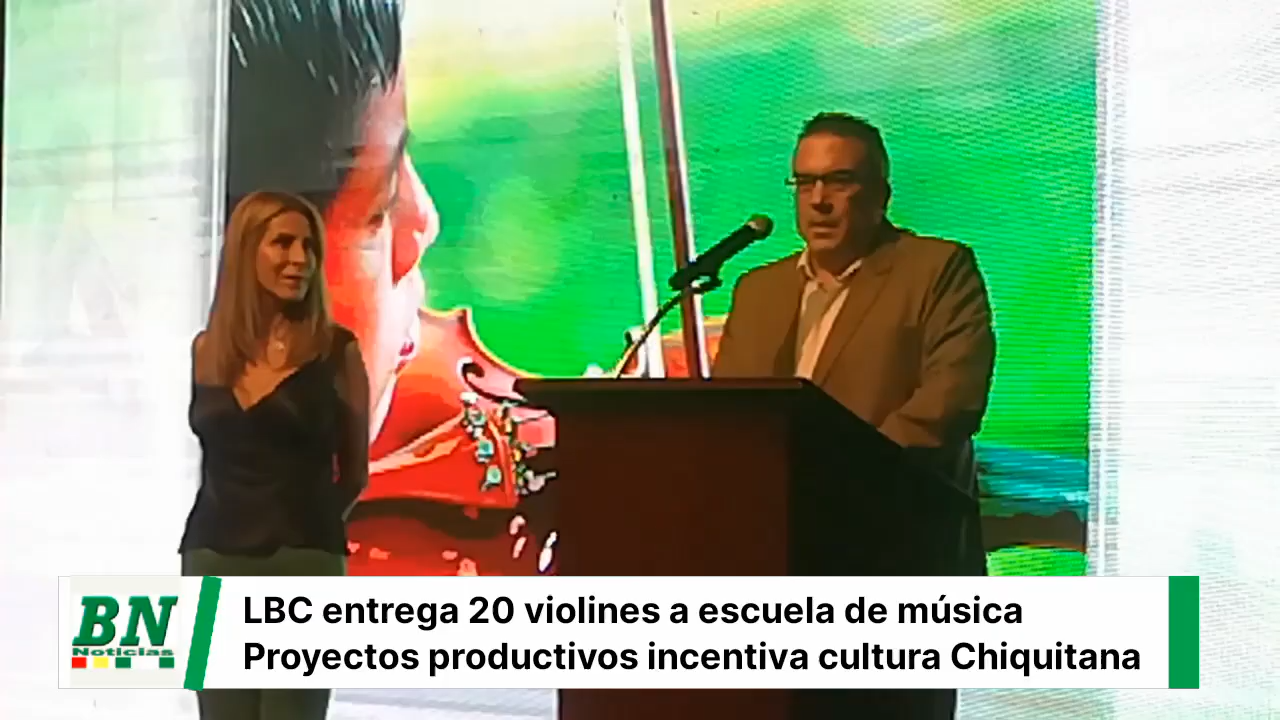 BN
Noticias
LBC entrega 20 violines a escuela de música
Proyectos productivos incentiva cultura Chiquitana